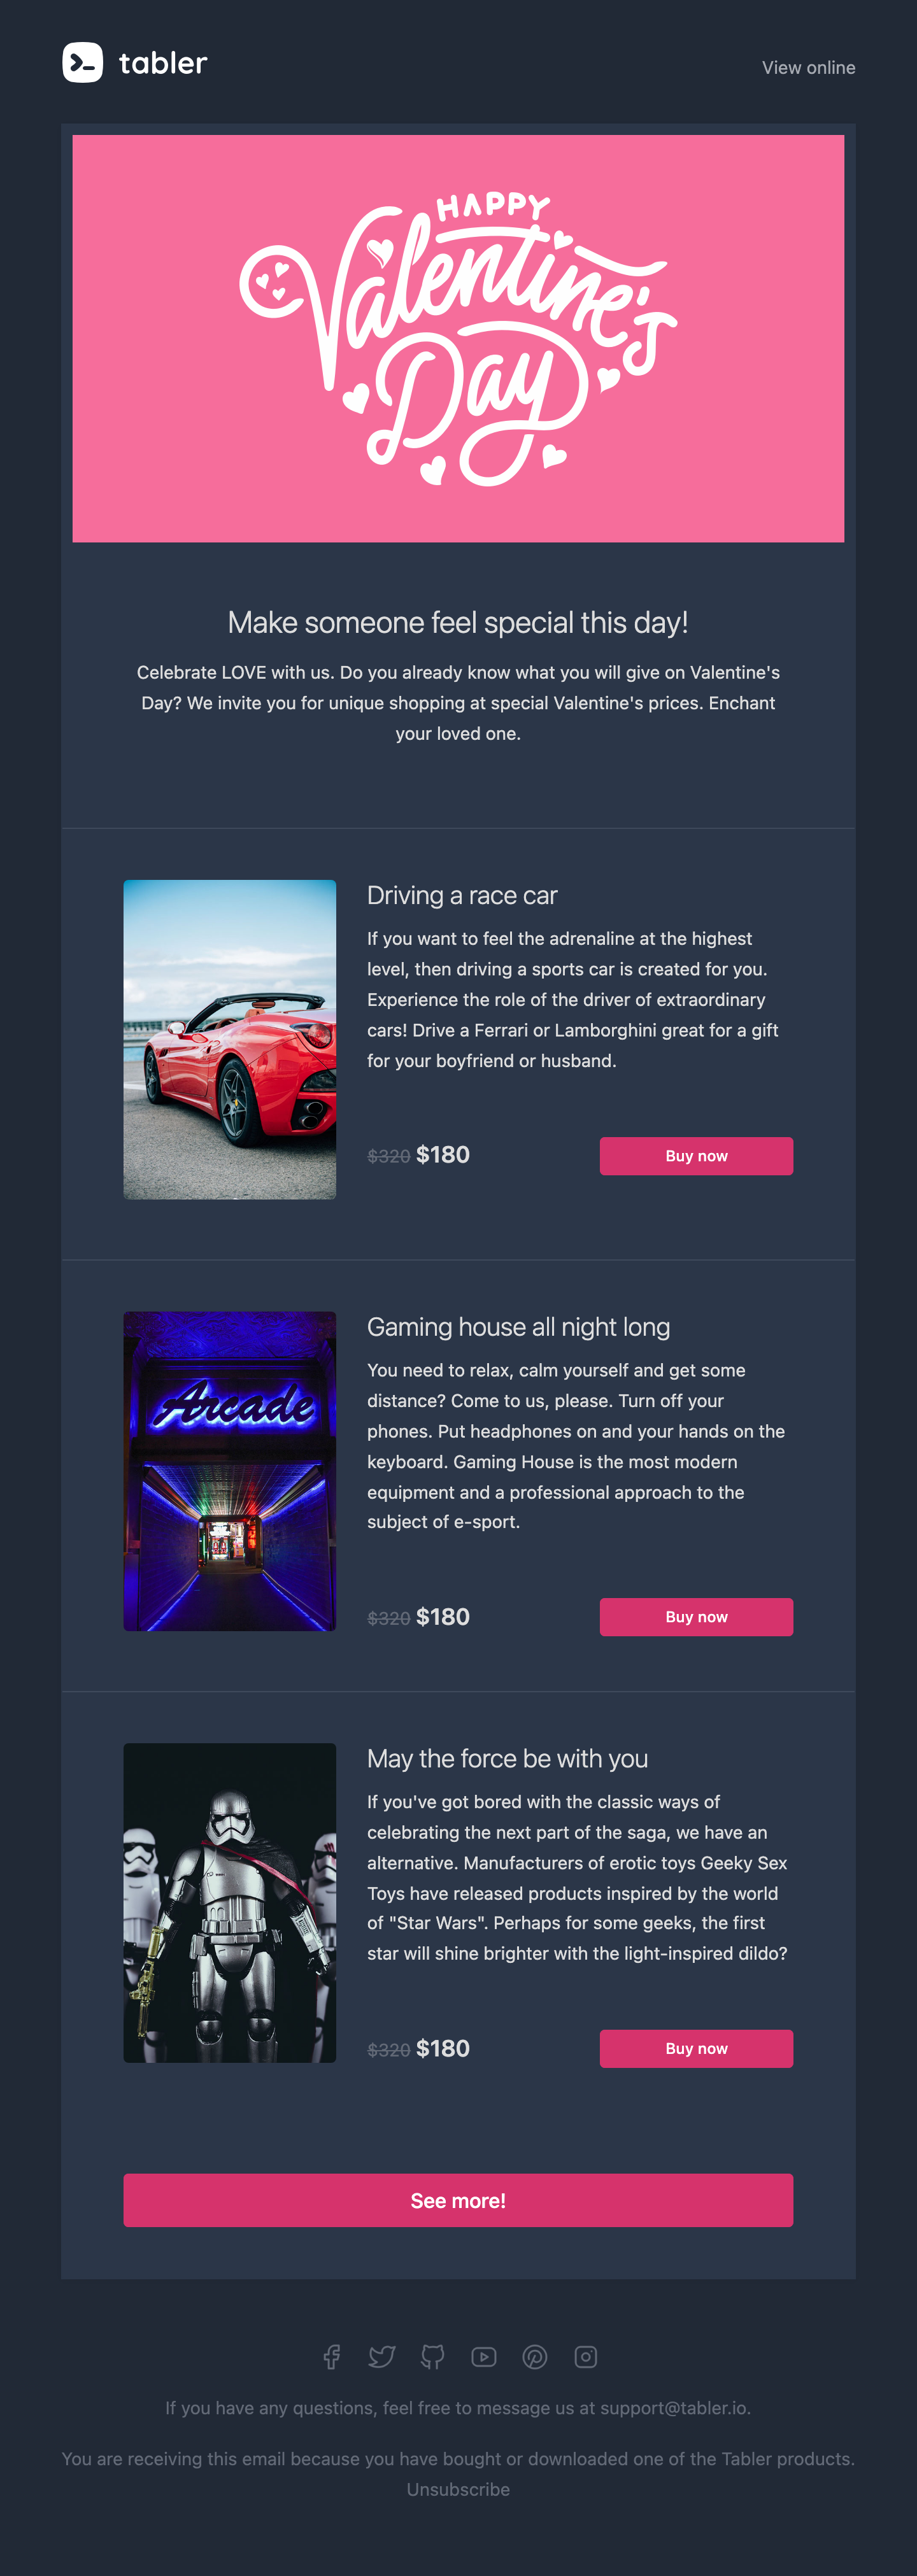 tabler
View online
HAPPY
Valentine's
Day
Make someone feel special this day!
Celebrate LOVE with us. Do you already know what you will give on Valentine's
Day? We invite you for unique shopping at special Valentine's prices. Enchant
your loved one.
Driving a race car
If you want to feel the adrenaline at the highest
level, then driving a sports car is created for you.
Experience the role of the driver of extraordinary
cars! Drive a Ferrari or Lamborghini great for a gift
for your boyfriend or husband.
$320 $180
Buy now
Arcade
Gaming house all night long
You need to relax, calm yourself and get some
distance? Come to us, please. Turn off your
phones. Put headphones on and your hands on the
keyboard. Gaming House is the most modern
equipment and a professional approach to the
subject of e-sport.
$320 $180
Buy now
May the force be with you
If you've got bored with the classic ways of
celebrating the next part of the saga, we have an
alternative. Manufacturers of erotic toys Geeky Sex
Toys have released products inspired by the world
of "Star Wars". Perhaps for some geeks, the first
star will shine brighter with the light-inspired dildo?
$320 $180
Buy now
See more!
If you have any questions, feel free to message us at support@tabler.io.
You are receiving this email because you have bought or downloaded one of the Tabler products.
Unsubscribe